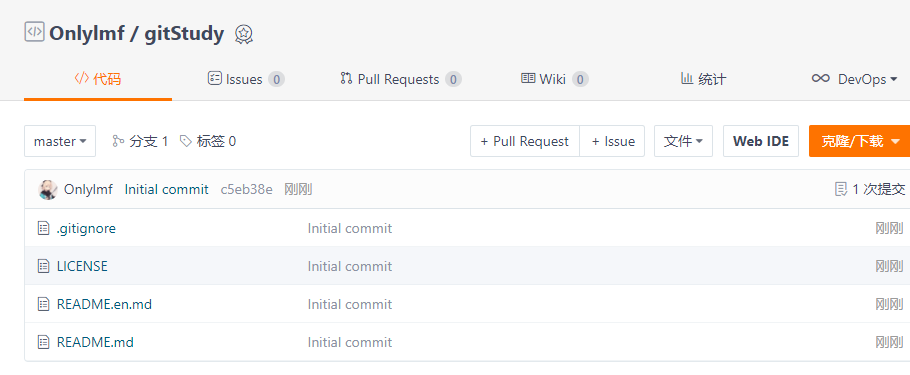 Onlylmf / gitStudy
代码 Issues 0 Pull Requests 0 Wiki 0 统计 DevOps
master 分支 1 标签 0 + Pull Request + Issue 文件 Web IDE 克隆/下载
Onlylmf Initial commit c5eb38e 刚刚 1 次提交
.gitignore Initial commit 刚刚
LICENSE Initial commit 刚刚
README.en.md Initial commit 刚刚
README.md Initial commit 刚刚